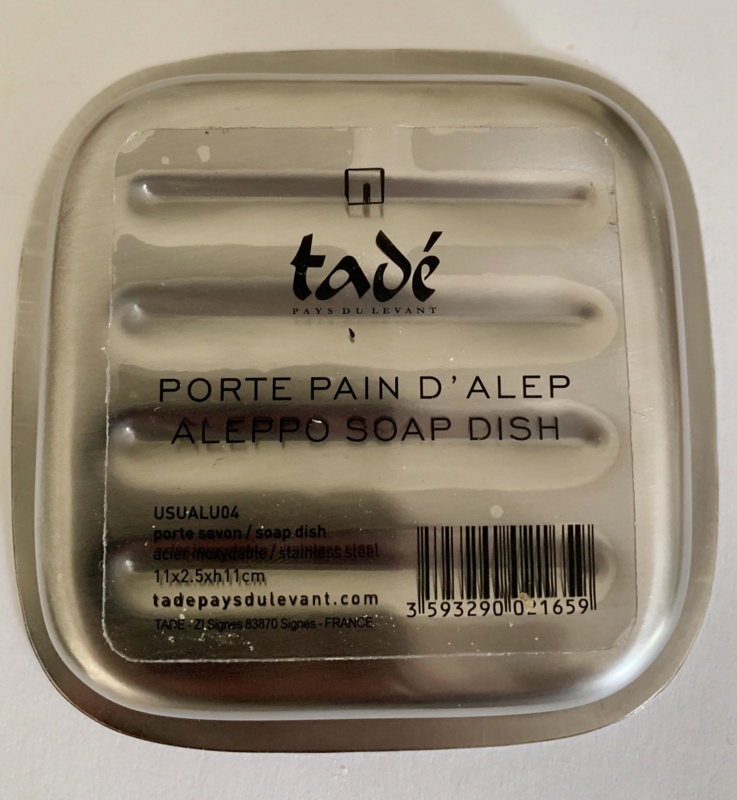 tadé
PAYS DU LEVANT
PORTE PAIN D'ALEP
ALEPPO SOAP DISH
USUALU04
porte savon / soap dish
acier inoxydable / stainless steel
11x2.5xh11cm
tadepaysdulevant.com
TADE - ZI Signes 83870 Signes - FRANCE
3 593290 021659